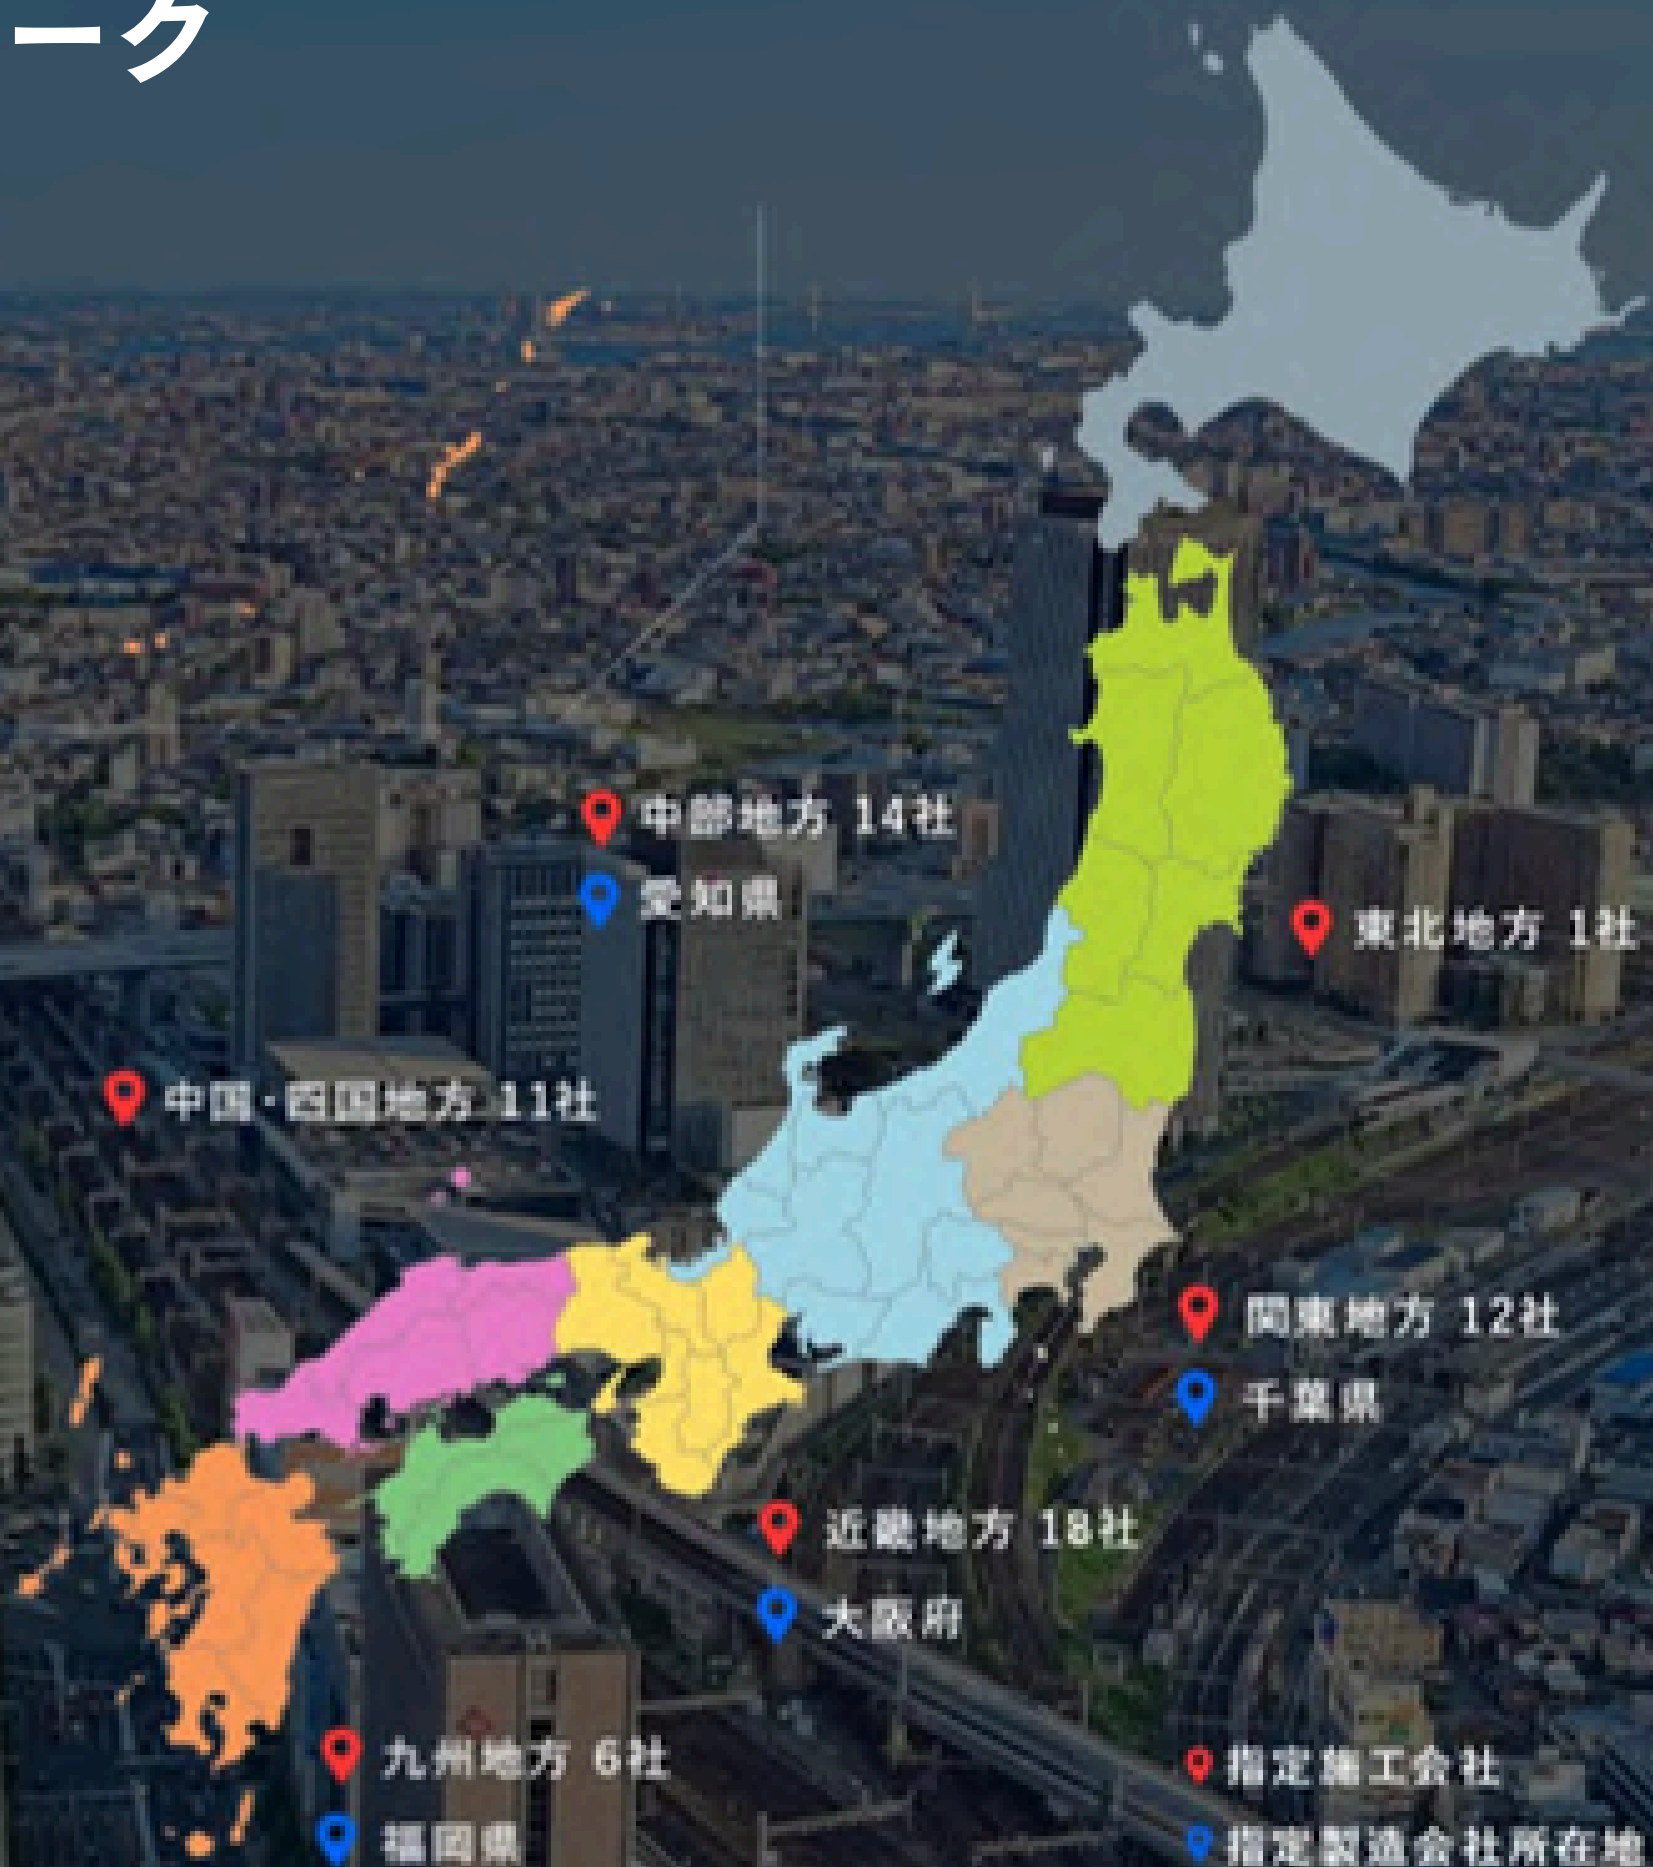 ーク
中部地方 14社
愛知県
東北地方 1社
中国・四国地方 11社
関東地方 12社
千葉県
近畿地方 18社
大阪府
九州地方 6社
福岡県
指定施工会社
指定製造会社所在地